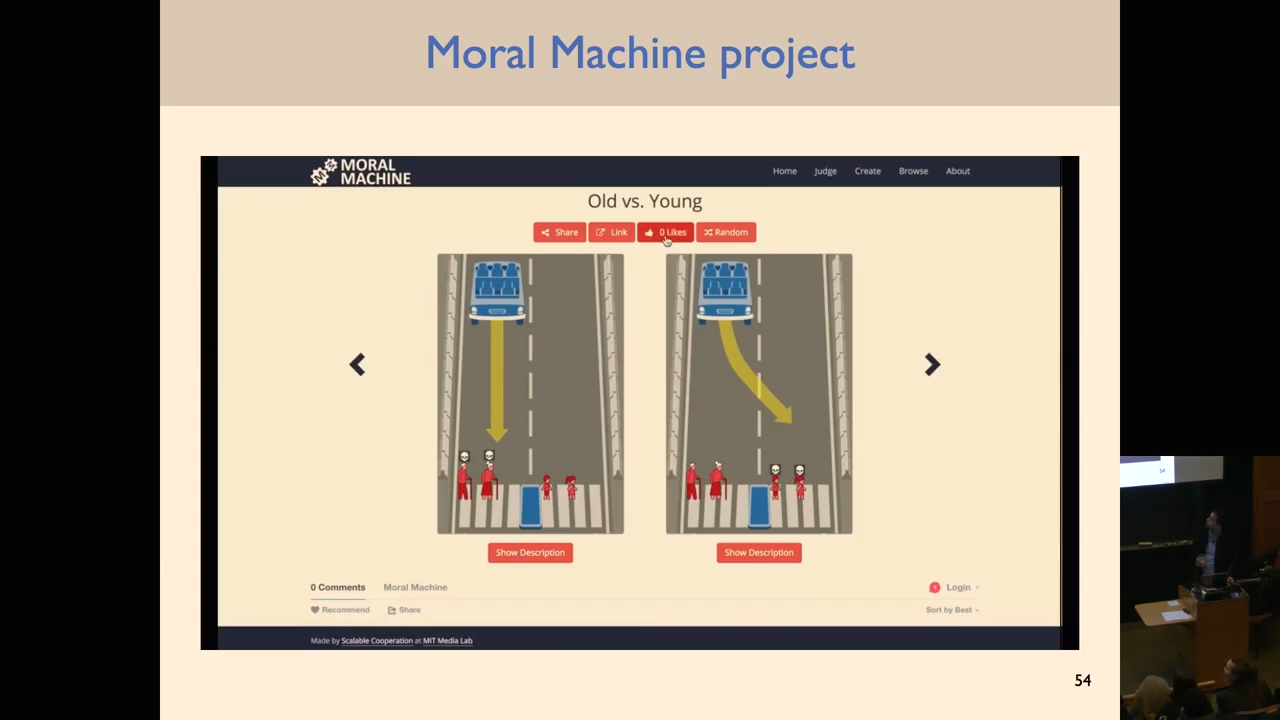 Moral Machine project
MORAL
MACHINE
Home Judge Create Browse About
Old vs. Young
Share Link 0 Likes Random
Show Description Show Description
0 Comments Moral Machine
1 Login
Recommend Share
Sort by Best
Made by Scalable Cooperation at MIT Media Lab
54
54